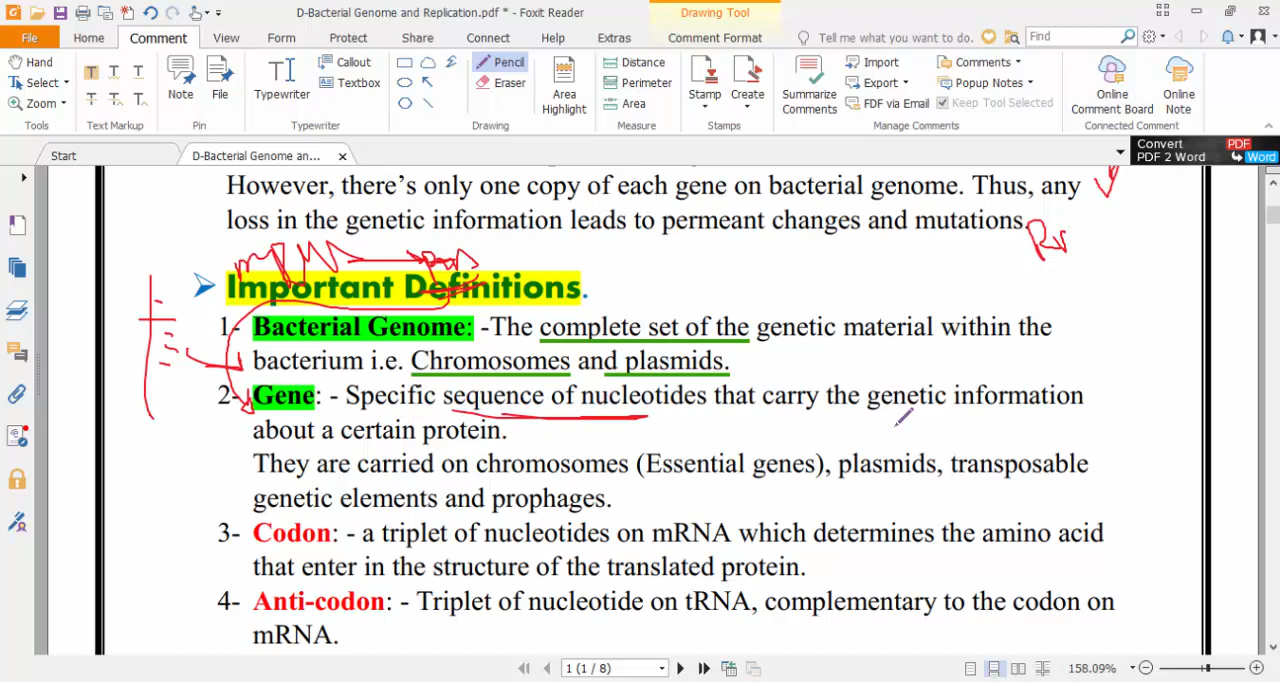 D-Bacterial Genome and Replication.pdf * - Foxit Reader
Drawing Tool
File Home Comment View Form Protect Share Connect Help Extras Comment Format Tell me what you want to do. Find
Hand
Select
Zoom
Tools
Text Markup
Note
File
Pin
Typewriter
Callout
Textbox
Typewriter
Pencil
Eraser
Drawing
Area
Highlight
Distance
Perimeter
Area
Measure
Stamp
Create
Stamps
Summarize
Comments
Import
Export
FDF via Email
Comments
Popup Notes
Keep Tool Selected
Manage Comments
Online
Comment Board
Online
Note
Connected Comment
Start
D-Bacterial Genome an...
Convert
PDF 2 Word
PDF
Word
However, there's only one copy of each gene on bacterial genome. Thus, any
loss in the genetic information leads to permeant changes and mutations.
Important Definitions.
1- Bacterial Genome: -The complete set of the genetic material within the
bacterium i.e. Chromosomes and plasmids.
2- Gene: - Specific sequence of nucleotides that carry the genetic information
about a certain protein.
They are carried on chromosomes (Essential genes), plasmids, transposable
genetic elements and prophages.
3- Codon: - a triplet of nucleotides on mRNA which determines the amino acid
that enter in the structure of the translated protein.
4- Anti-codon: - Triplet of nucleotide on tRNA, complementary to the codon on
mRNA.
1 (1 / 8)
158.09%